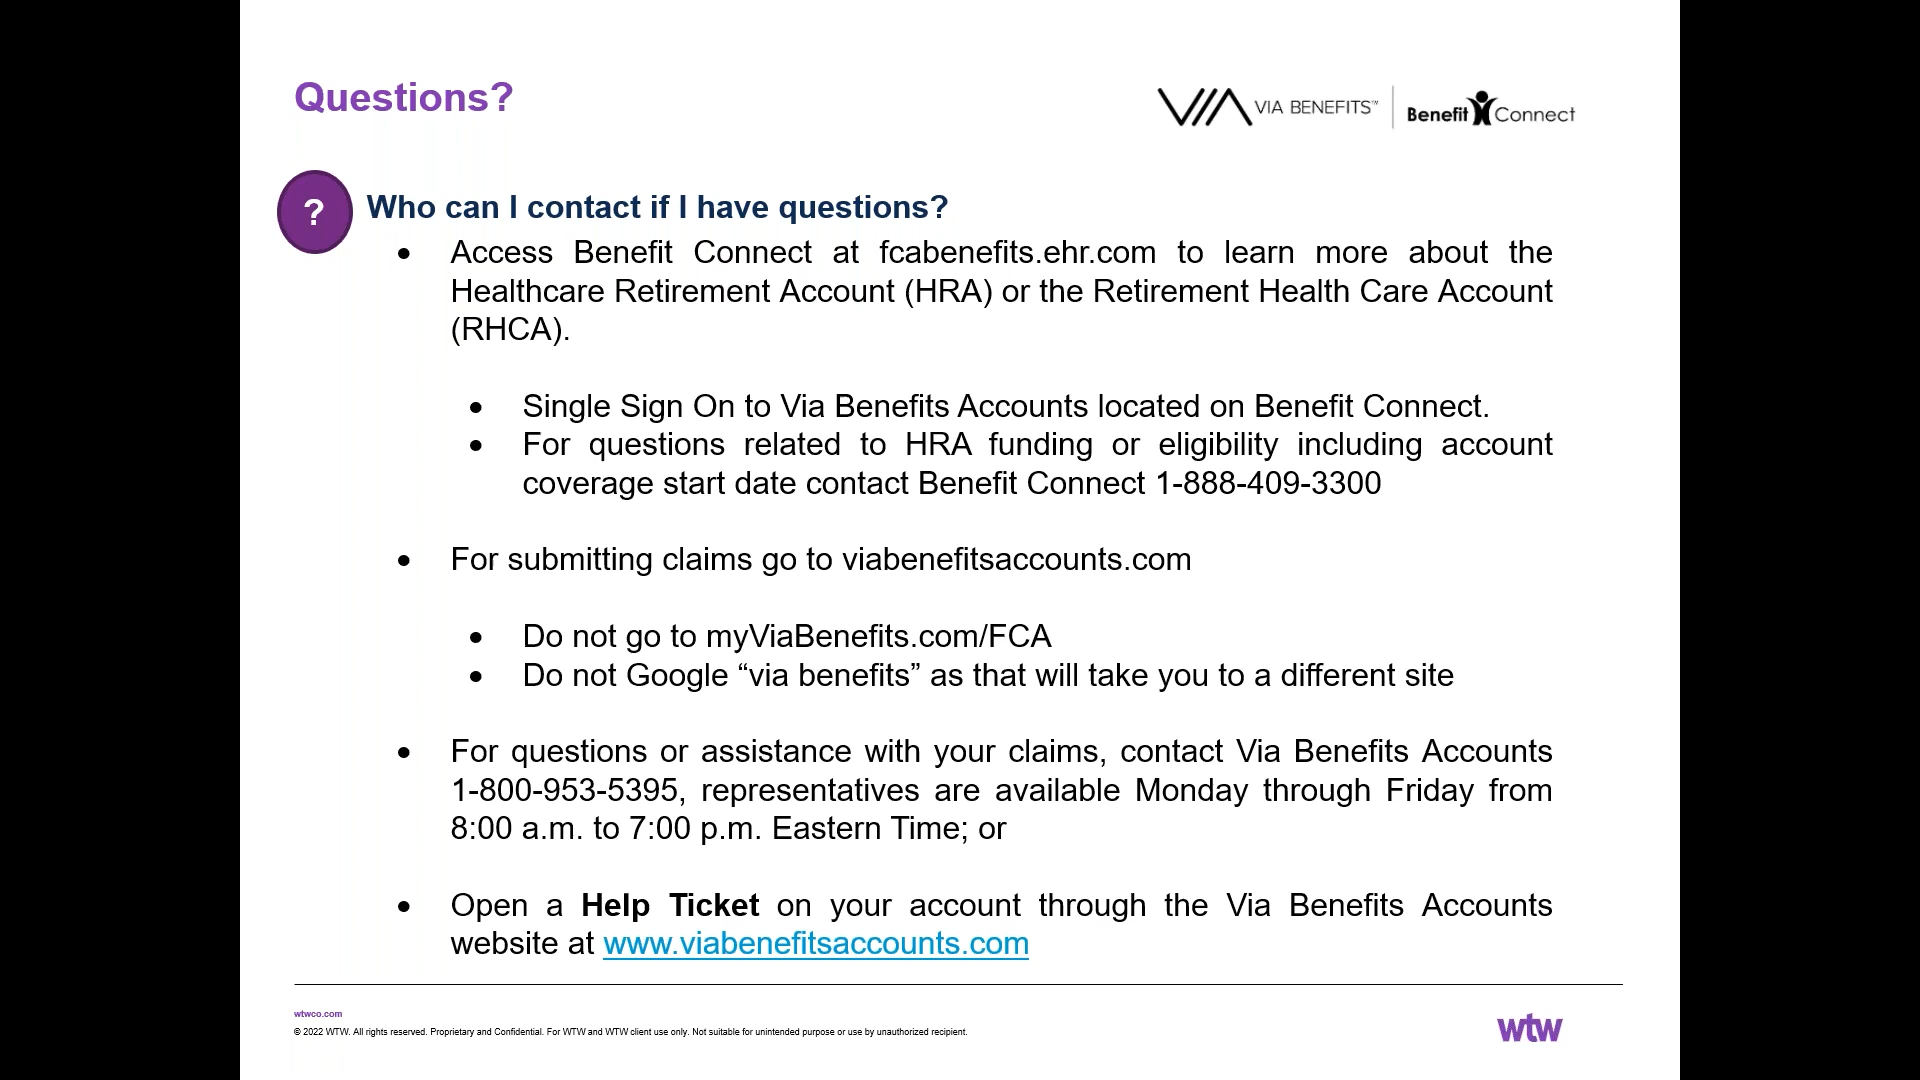 Questions?
VIA BENEFITS™ Benefit Connect
? Who can I contact if I have questions?
• Access Benefit Connect at fcabenefits.ehr.com to learn more about the
Healthcare Retirement Account (HRA) or the Retirement Health Care Account
(RHCA).
• Single Sign On to Via Benefits Accounts located on Benefit Connect.
• For questions related to HRA funding or eligibility including account
coverage start date contact Benefit Connect 1-888-409-3300
• For submitting claims go to viabenefitsaccounts.com
• Do not go to myViaBenefits.com/FCA
• Do not Google “via benefits” as that will take you to a different site
• For questions or assistance with your claims, contact Via Benefits Accounts
1-800-953-5395, representatives are available Monday through Friday from
8:00 a.m. to 7:00 p.m. Eastern Time; or
• Open a Help Ticket on your account through the Via Benefits Accounts
website at www.viabenefitsaccounts.com
wtwco.com
© 2022 WTW. All rights reserved. Proprietary and Confidential. For WTW and WTW client use only. Not suitable for unintended purpose or use by unauthorized recipient.
wtw